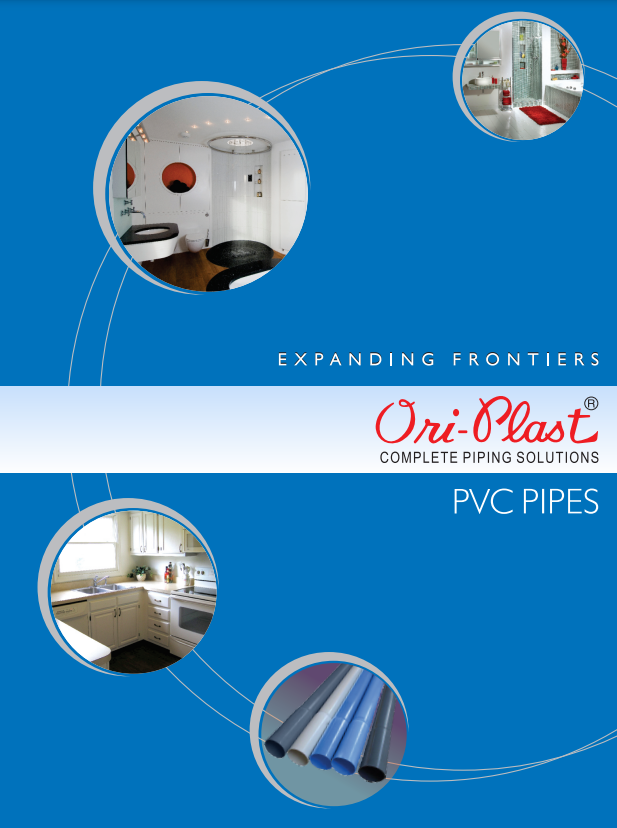 EXPANDING FRONTIERS
Ori-Plast®
COMPLETE PIPING SOLUTIONS
PVC PIPES